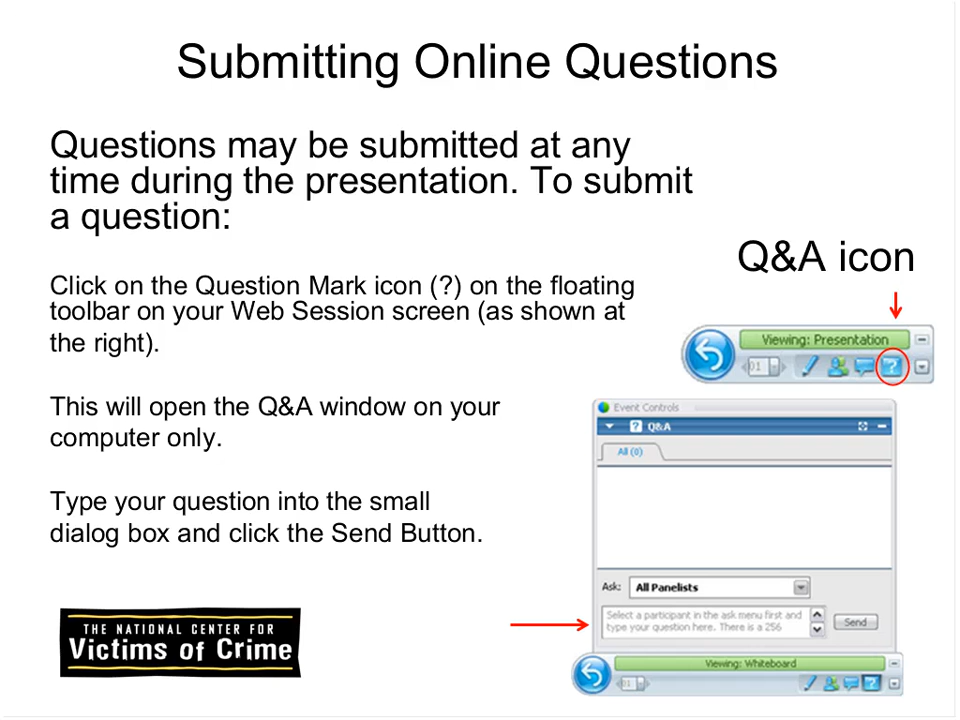 Submitting Online Questions
Questions may be submitted at any
time during the presentation. To submit
a question:
Q&A icon
Click on the Question Mark icon (?) on the floating
toolbar on your Web Session screen (as shown at
the right).
Viewing: Presentation
01
?
This will open the Q&A window on your
computer only.
Event Controls
? Q&A
All (0)
Type your question into the small
dialog box and click the Send Button.
Ask: All Panelists
Select a participant in the ask menu first and
type your question here. There is a 256
Send
THE NATIONAL CENTER FOR
Victims of Crime
Viewing: Whiteboard
01
?